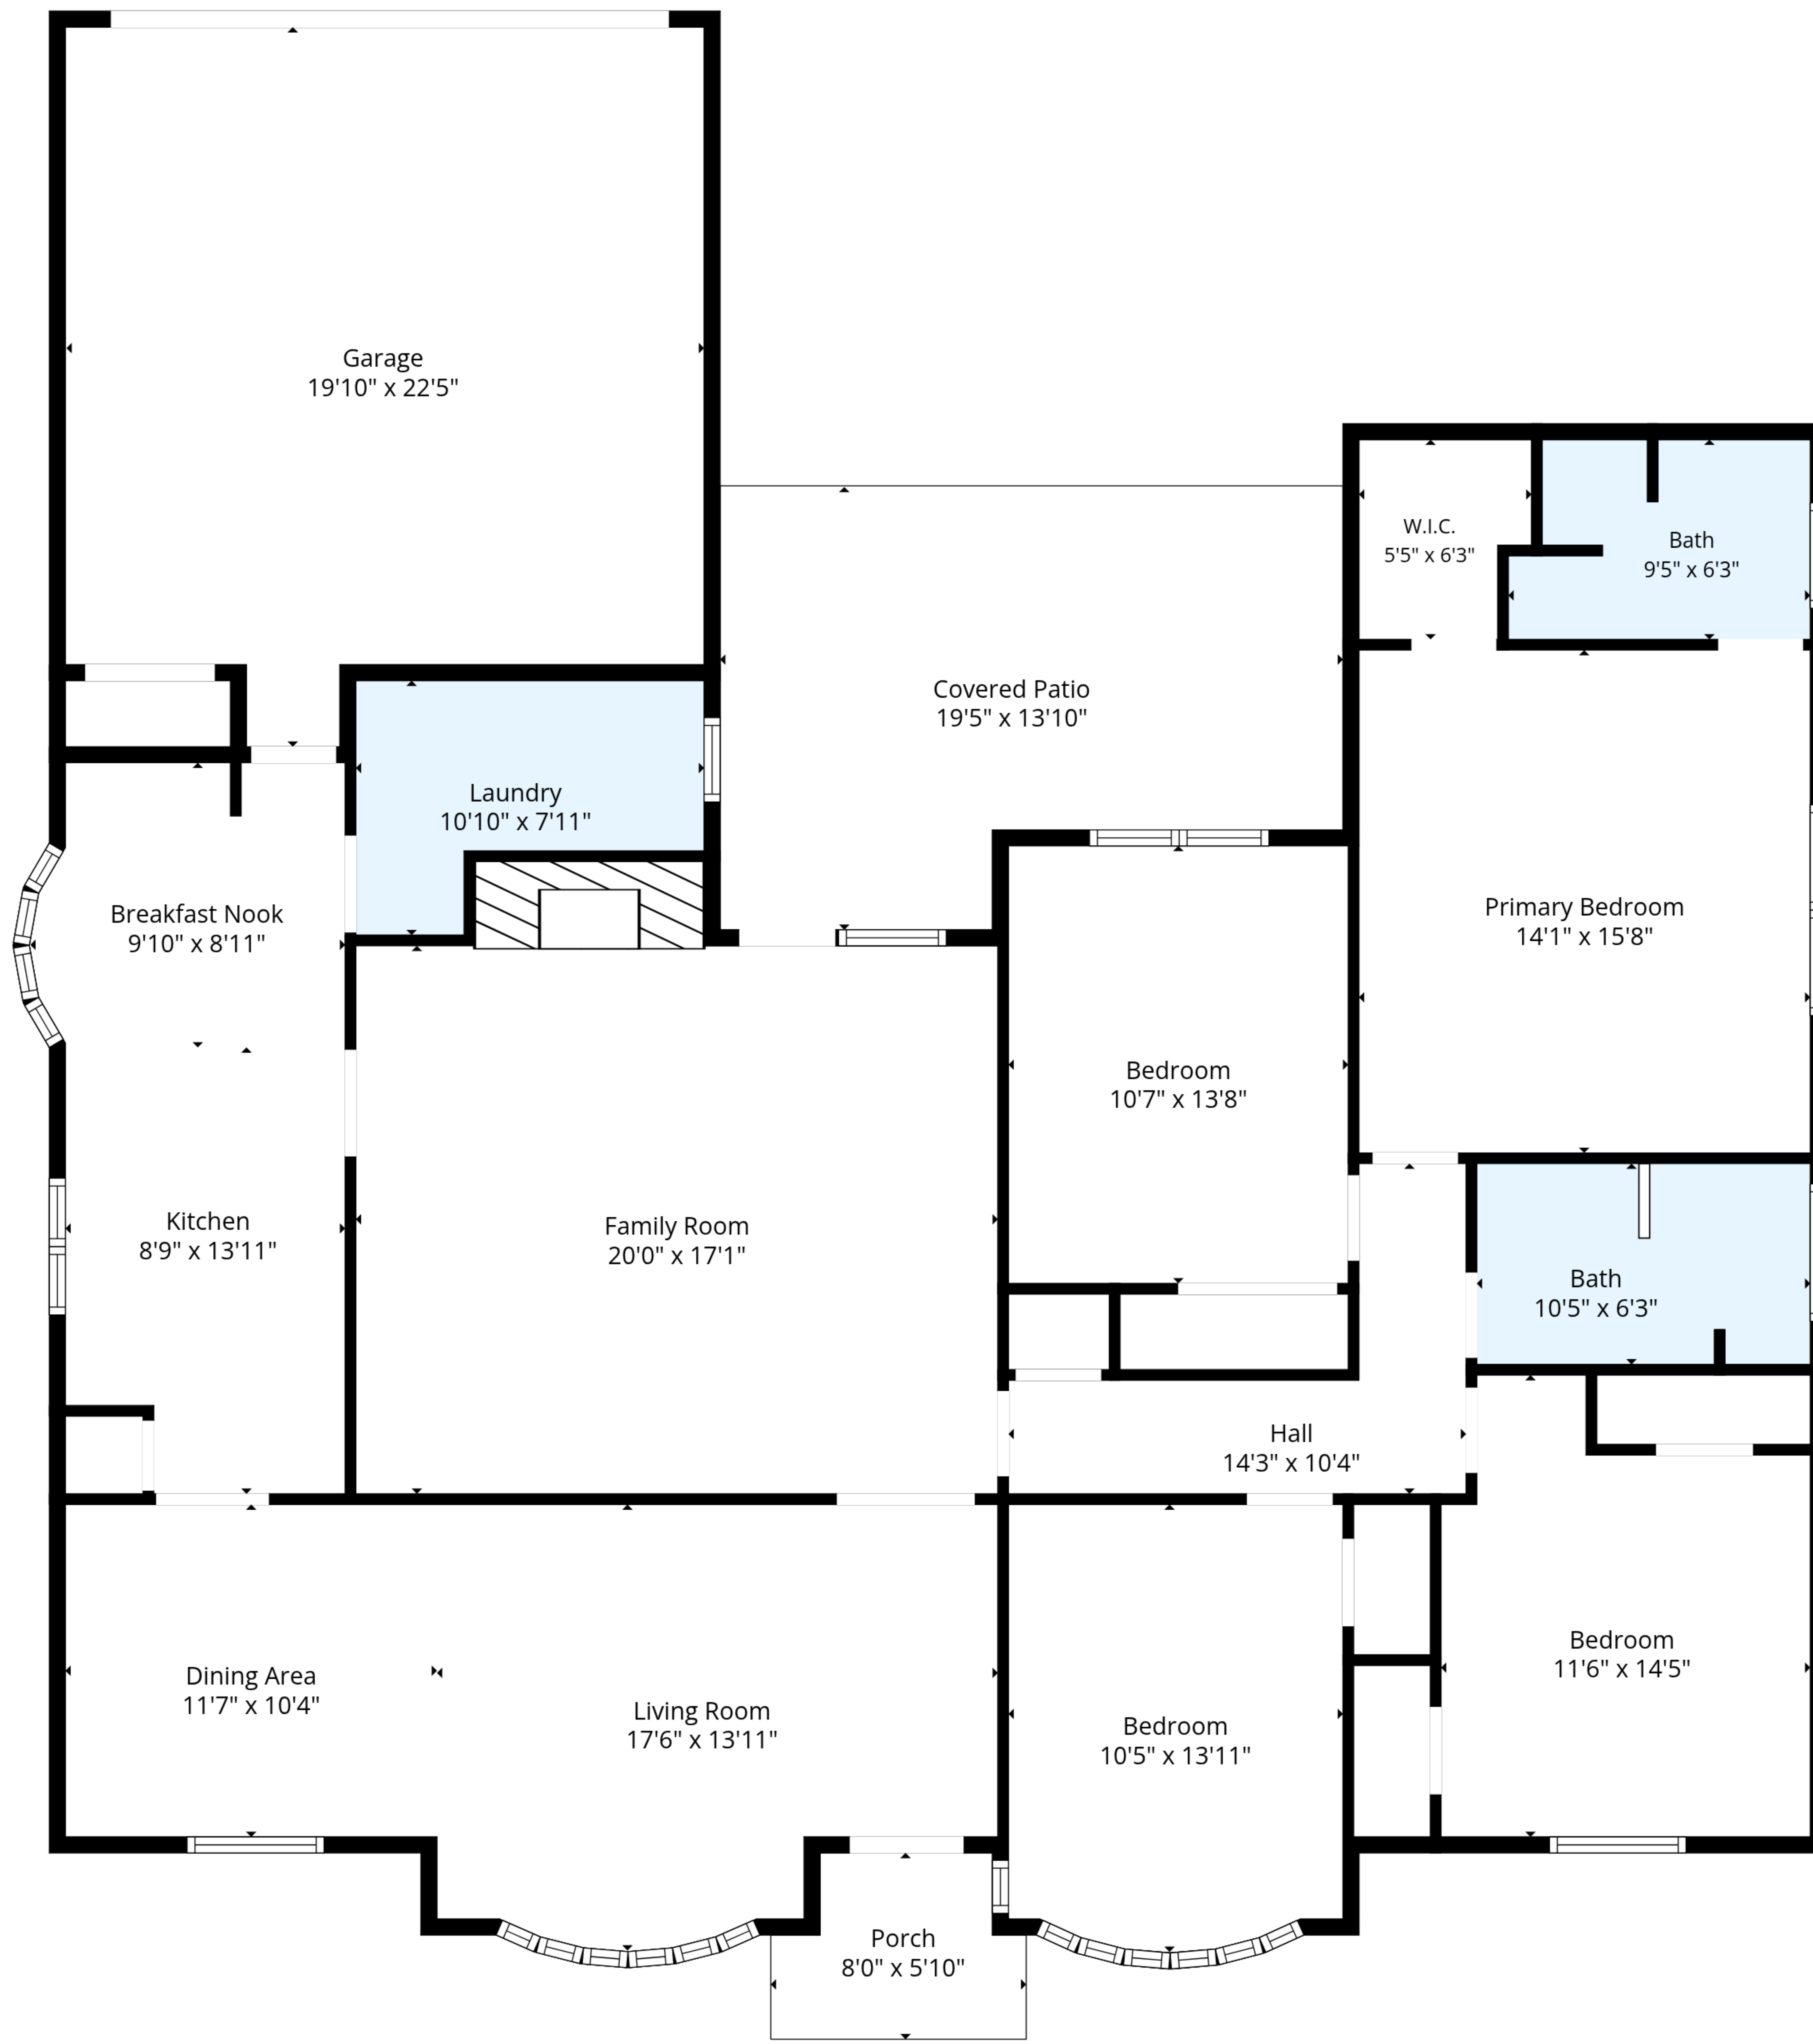 Garage
19'10" x 22'5"
W.I.C.
5'5" x 6'3"
Bath
9'5" x 6'3"
Covered Patio
19'5" x 13'10"
Laundry
10'10" x 7'11"
Breakfast Nook
9'10" x 8'11"
Primary Bedroom
14'1" x 15'8"
Bedroom
10'7" x 13'8"
Kitchen
8'9" x 13'11"
Family Room
20'0" x 17'1"
Bath
10'5" x 6'3"
Hall
14'3" x 10'4"
Bedroom
11'6" x 14'5"
Dining Area
11'7" x 10'4"
Living Room
17'6" x 13'11"
Bedroom
10'5" x 13'11"
Porch
8'0" x 5'10"